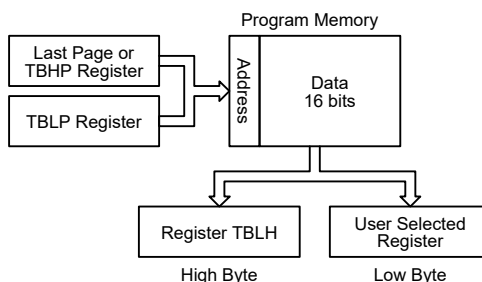 Program Memory
Last Page or
TBHP Register
TBLP Register
Address
Data
16 bits
Register TBLH
User Selected
Register
High Byte
Low Byte